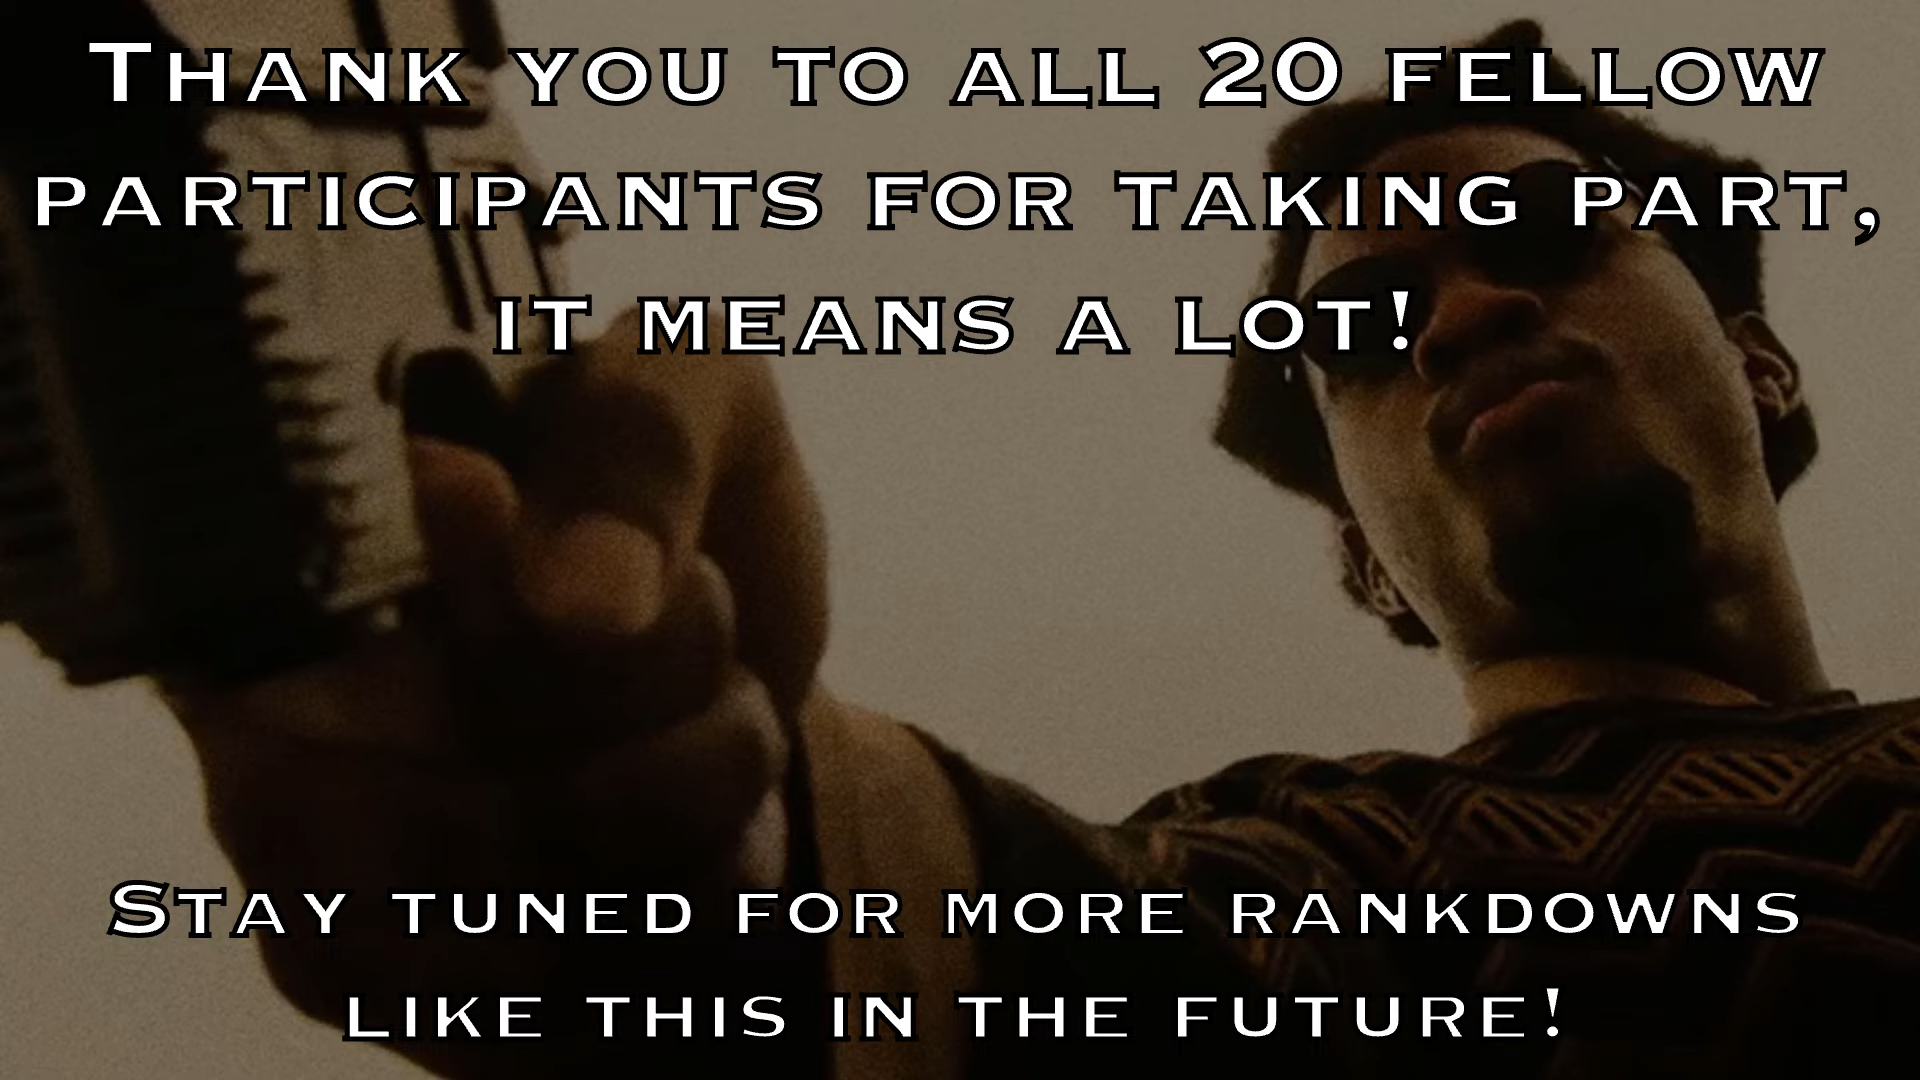 Thank you to all 20 fellow
participants for taking part,
it means a lot!
Stay tuned for more rankdowns
like this in the future!